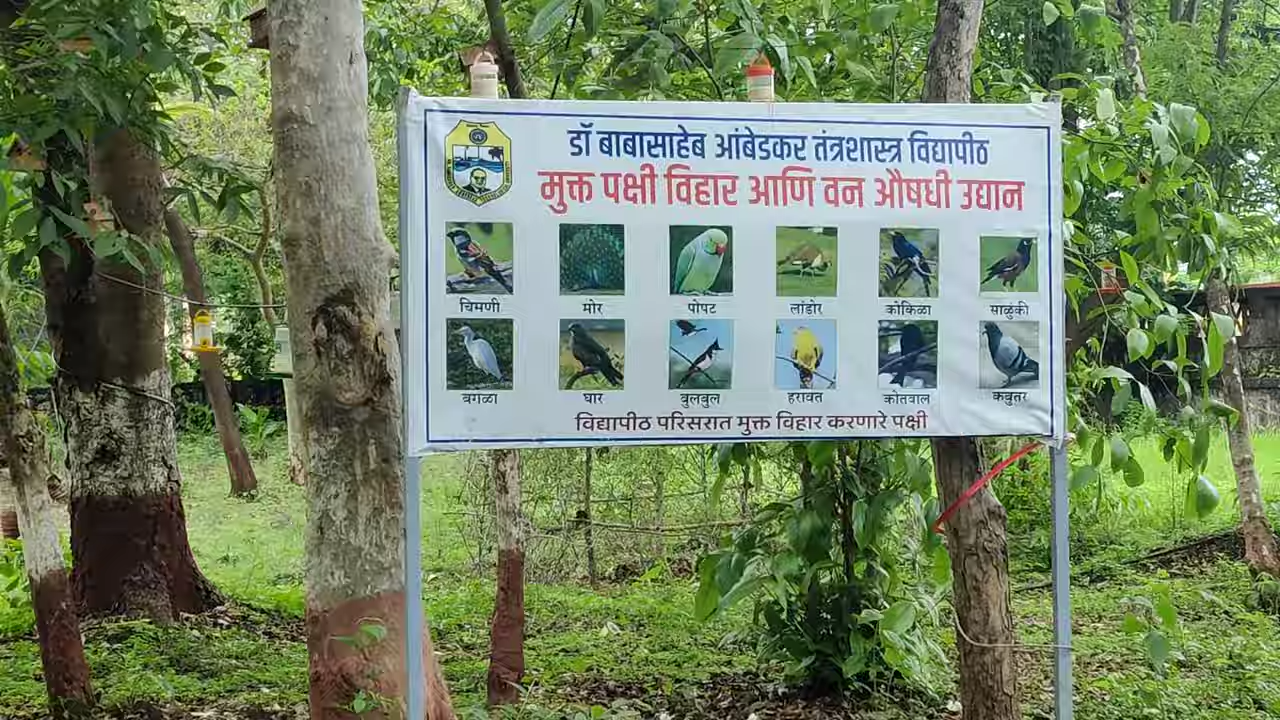 डॉ बाबासाहेब आंबेडकर तंत्रशास्त्र विद्यापीठ
मुक्त पक्षी विहार आणि वन औषधी उद्यान
चिमणी मोर पोपट लांडोर कोकिळा साळुंकी
बगळा घार बुलबुल हरावत कोतवाल कबुतर
विद्यापीठ परिसरात मुक्त विहार करणारे पक्षी